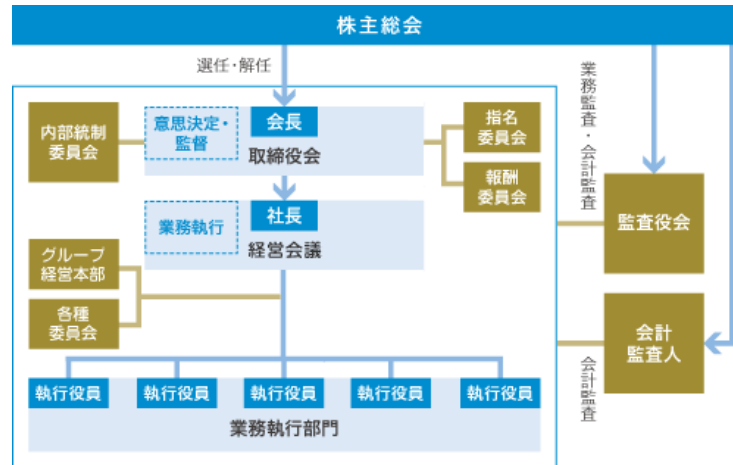 株主総会
選任・解任
業務監査・会計監査
内部統制
委員会
意思決定・
監督
会長
取締役会
指名
委員会
報酬
委員会
業務執行
社長
経営会議
監査役会
グループ
経営本部
各種
委員会
会計
監査人
会計監査
執行役員
執行役員
執行役員
執行役員
執行役員
業務執行部門